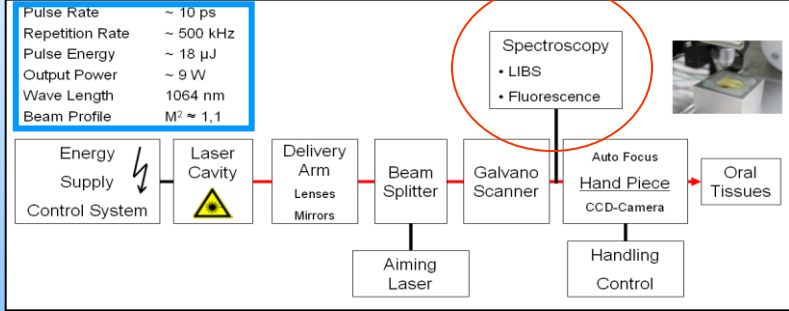 Pulse Rate ~ 10 ps
Repetition Rate ~ 500 kHz
Pulse Energy ~ 18 µJ
Output Power ~ 9 W
Wave Length 1064 nm
Beam Profile M² ≈ 1,1
Spectroscopy
• LIBS
• Fluorescence
Energy
Supply
Control System
Laser
Cavity
Delivery
Arm
Lenses
Mirrors
Beam
Splitter
Galvano
Scanner
Auto Focus
Hand Piece
CCD-Camera
Oral
Tissues
Aiming
Laser
Handling
Control